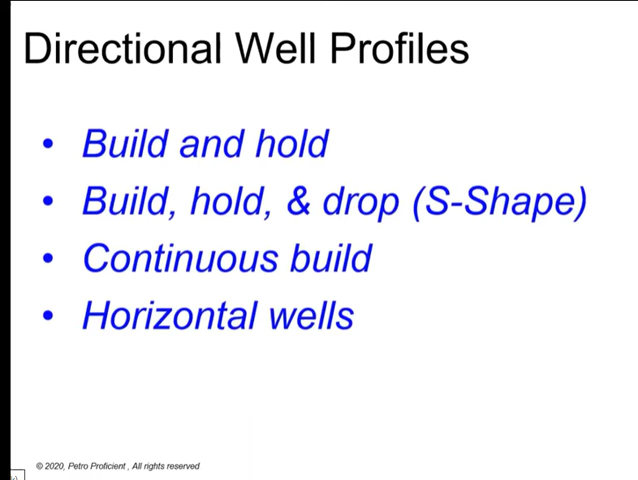 Directional Well Profiles
• Build and hold
• Build, hold, & drop (S-Shape)
• Continuous build
• Horizontal wells
© 2020, Petro Proficient , All rights reserved